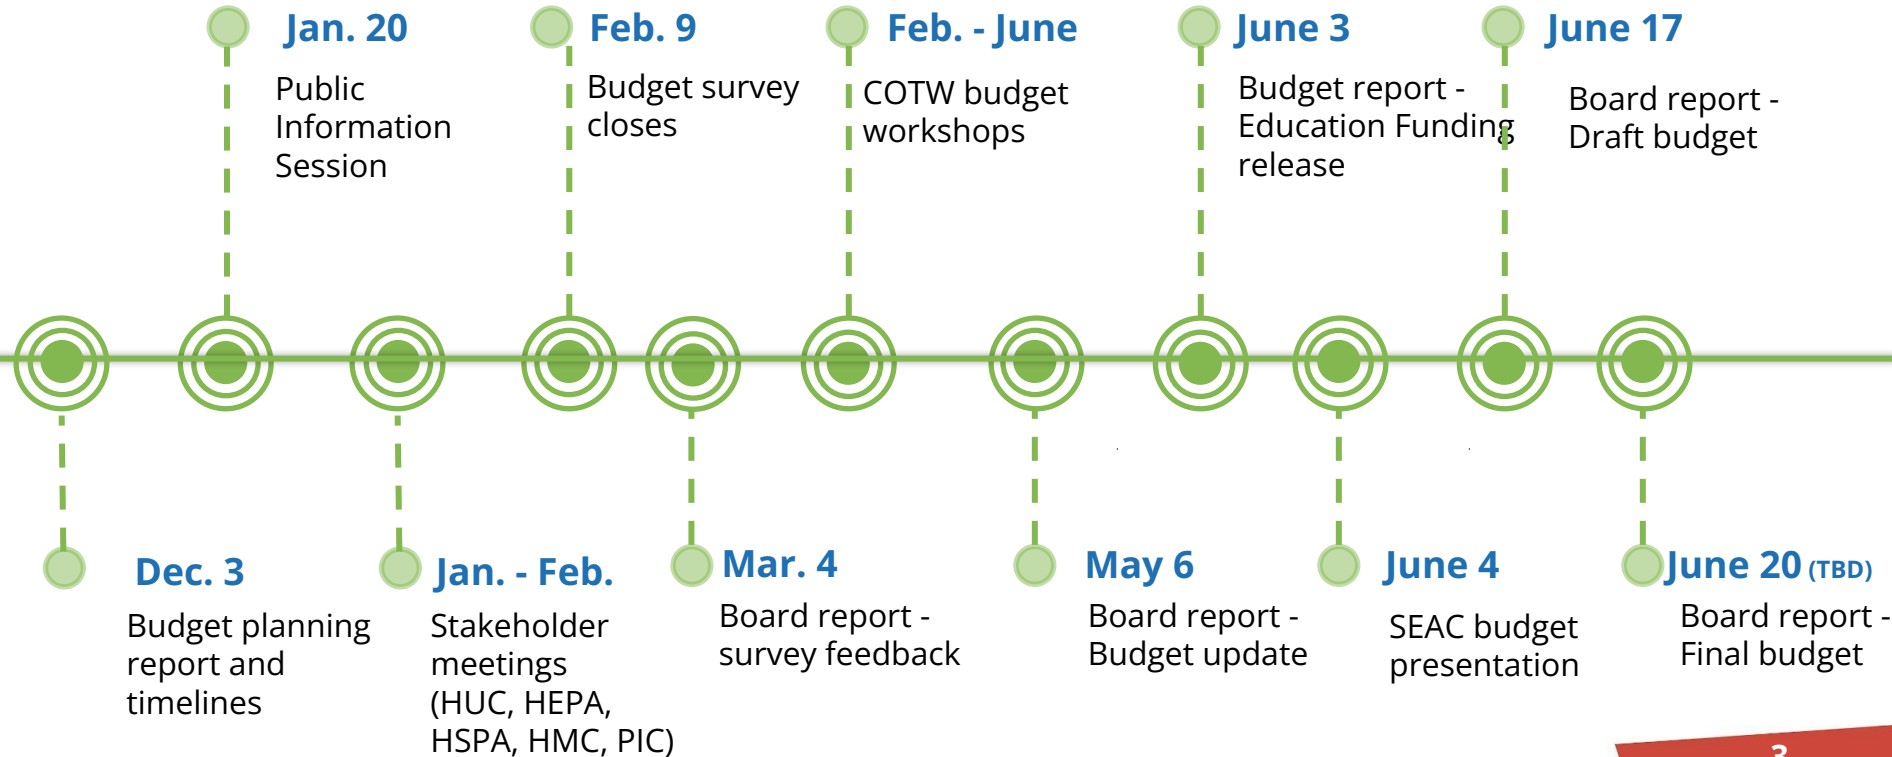 Jan. 20
Public
Information
Session
Feb. 9
Budget survey
closes
Feb. - June
COTW budget
workshops
June 3
Budget report -
Education Funding
release
June 17
Board report -
Draft budget
Dec. 3
Budget planning
report and
timelines
Jan. - Feb.
Stakeholder
meetings
(HUC, HEPA,
HSPA, HMC, PIC)
Mar. 4
Board report -
survey feedback
May 6
Board report -
Budget update
June 4
SEAC budget
presentation
June 20 (TBD)
Board report -
Final budget
3